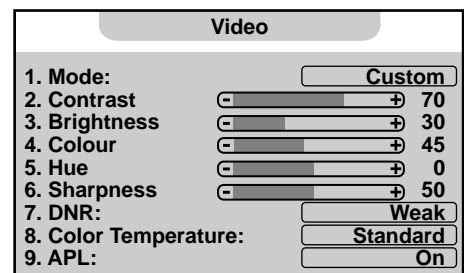 Video
1. Mode: Custom
2. Contrast - + 70
3. Brightness - + 30
4. Colour - + 45
5. Hue - + 0
6. Sharpness - + 50
7. DNR: Weak
8. Color Temperature: Standard
9. APL: On